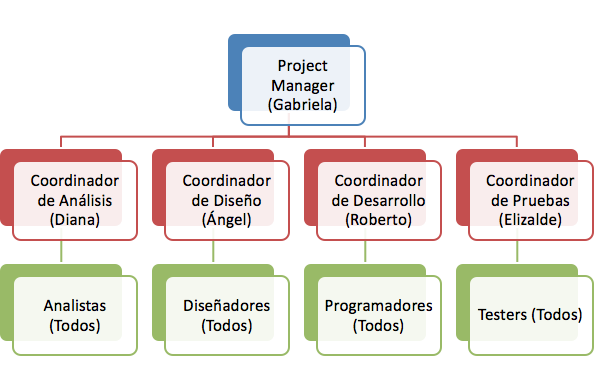 Project
Manager
(Gabriela)
Coordinador
de Análisis
(Diana)
Coordinador
de Diseño
(Ángel)
Coordinador
de Desarrollo
(Roberto)
Coordinador
de Pruebas
(Elizalde)
Analistas
(Todos)
Diseñadores
(Todos)
Programadores
(Todos)
Testers (Todos)